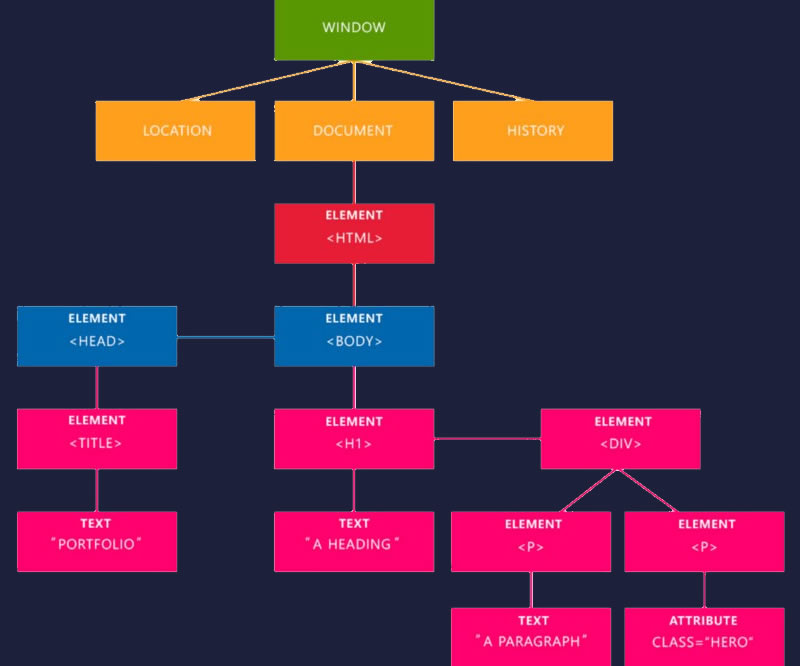 WINDOW
LOCATION
DOCUMENT
HISTORY
ELEMENT
<HTML>
ELEMENT
<HEAD>
ELEMENT
<BODY>
ELEMENT
<TITLE>
ELEMENT
<H1>
ELEMENT
<DIV>
TEXT
"PORTFOLIO"
TEXT
"A HEADING"
ELEMENT
<P>
ELEMENT
<P>
TEXT
"A PARAGRAPH"
ATTRIBUTE
CLASS="HERO"